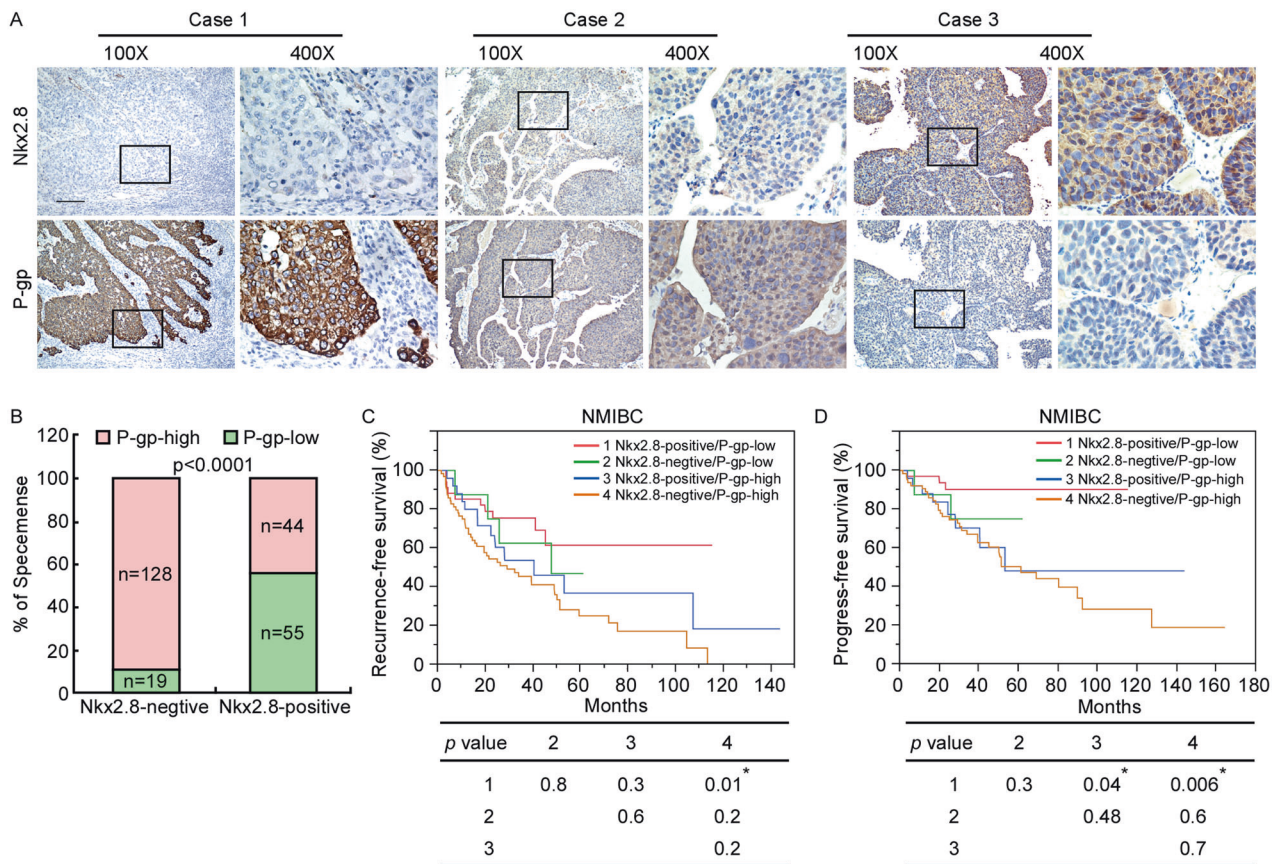 A
Case 1
Case 2
Case 3
100X
400X
100X
400X
100X
400X
Nkx2.8
P-gp
B
P-gp-high
P-gp-low
p<0.0001
% of Specemense
120
100
80
60
40
20
0
n=128
n=19
n=44
n=55
Nkx2.8-negtive
Nkx2.8-positive
C
NMIBC
1 Nkx2.8-positive/P-gp-low
2 Nkx2.8-negtive/P-gp-low
3 Nkx2.8-positive/P-gp-high
4 Nkx2.8-negtive/P-gp-high
Recurrence-free survival (%)
100
80
60
40
20
0
0 20 40 60 80 100 120 140
Months
p value 2 3 4
1 0.8 0.3 0.01*
2 0.6 0.2
3 0.2
D
NMIBC
1 Nkx2.8-positive/P-gp-low
2 Nkx2.8-negtive/P-gp-low
3 Nkx2.8-positive/P-gp-high
4 Nkx2.8-negtive/P-gp-high
Progress-free survival (%)
100
80
60
40
20
0
0 20 40 60 80 100 120 140 160 180
Months
p value 2 3 4
1 0.3 0.04* 0.006*
2 0.48 0.6
3 0.7